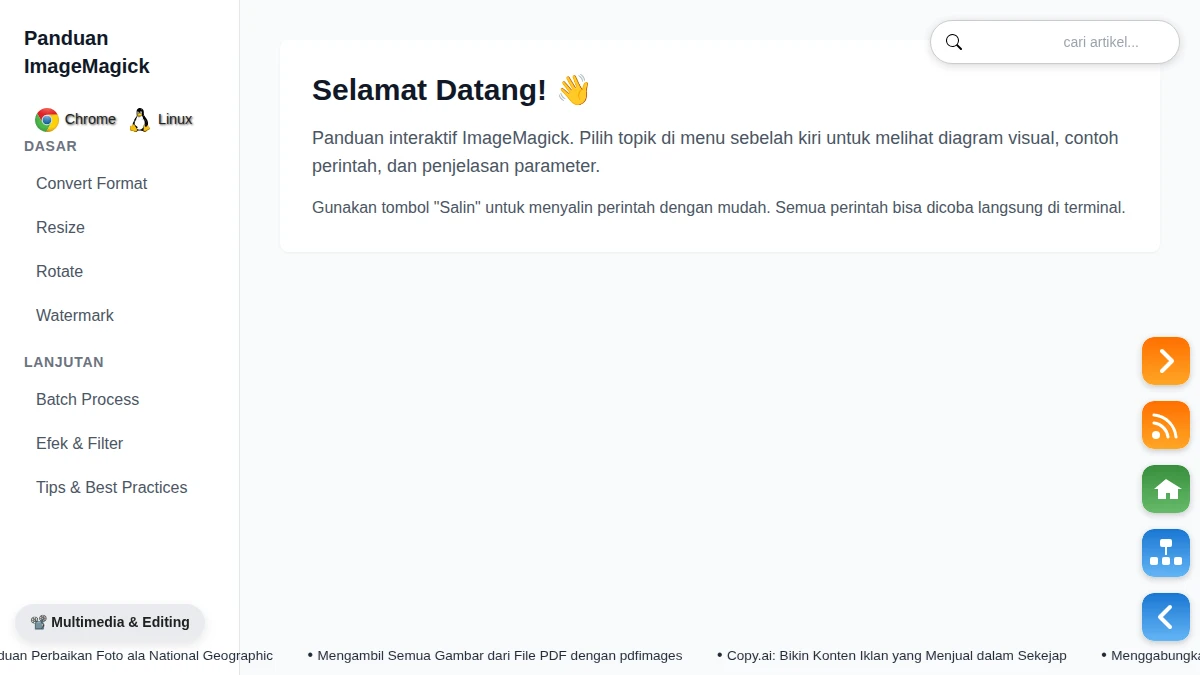 Panduan
ImageMagick
Chrome Linux
DASAR
Convert Format
Resize
Rotate
Watermark
LANJUTAN
Batch Process
Efek & Filter
Tips & Best Practices
📽️ Multimedia & Editing
cari artikel...
Selamat Datang! 👋
Panduan interaktif ImageMagick. Pilih topik di menu sebelah kiri untuk melihat diagram visual, contoh
perintah, dan penjelasan parameter.
Gunakan tombol "Salin" untuk menyalin perintah dengan mudah. Semua perintah bisa dicoba langsung di terminal.
duan Perbaikan Foto ala National Geographic • Mengambil Semua Gambar dari File PDF dengan pdfimages • Copy.ai: Bikin Konten Iklan yang Menjual dalam Sekejap • Menggabungka